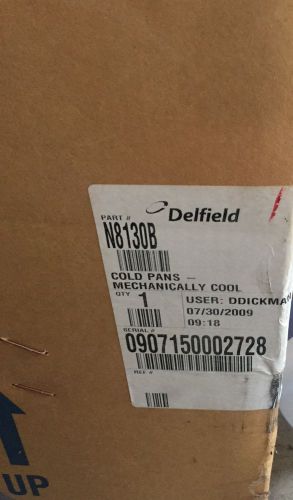 Delfield
PART #
N8130B
COLD PANS -
MECHANICALLY COOL
QTY 1
USER: DDICKMAN
07/30/2009
09:18
SERIAL #
0907150002728
REF #
UP